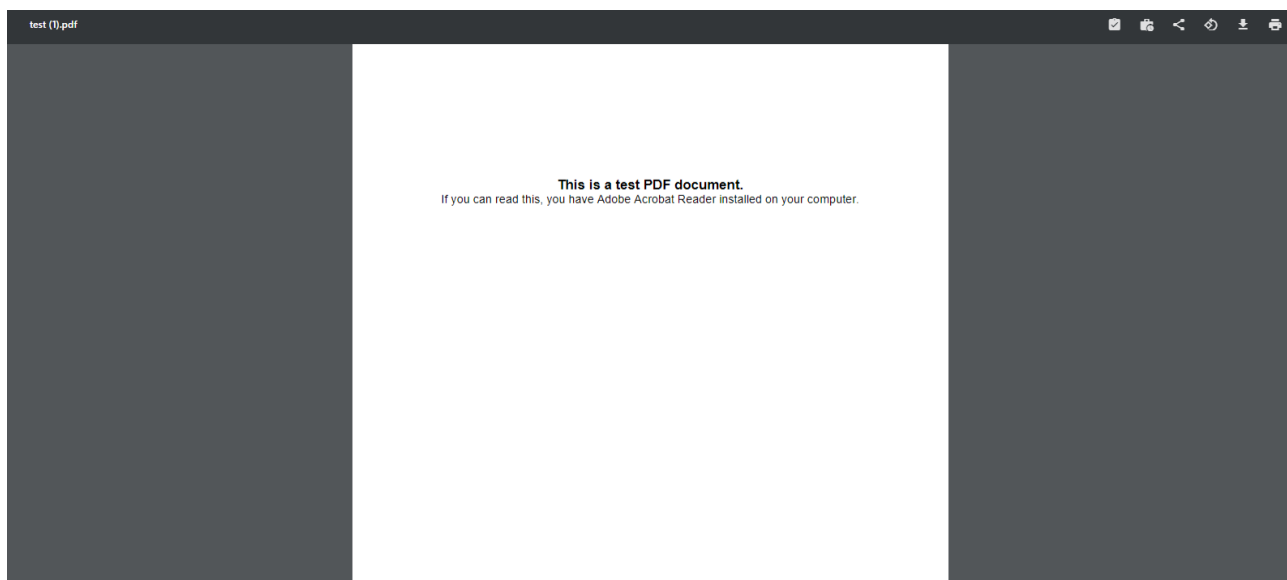 test (1).pdf
This is a test PDF document.
If you can read this, you have Adobe Acrobat Reader installed on your computer.